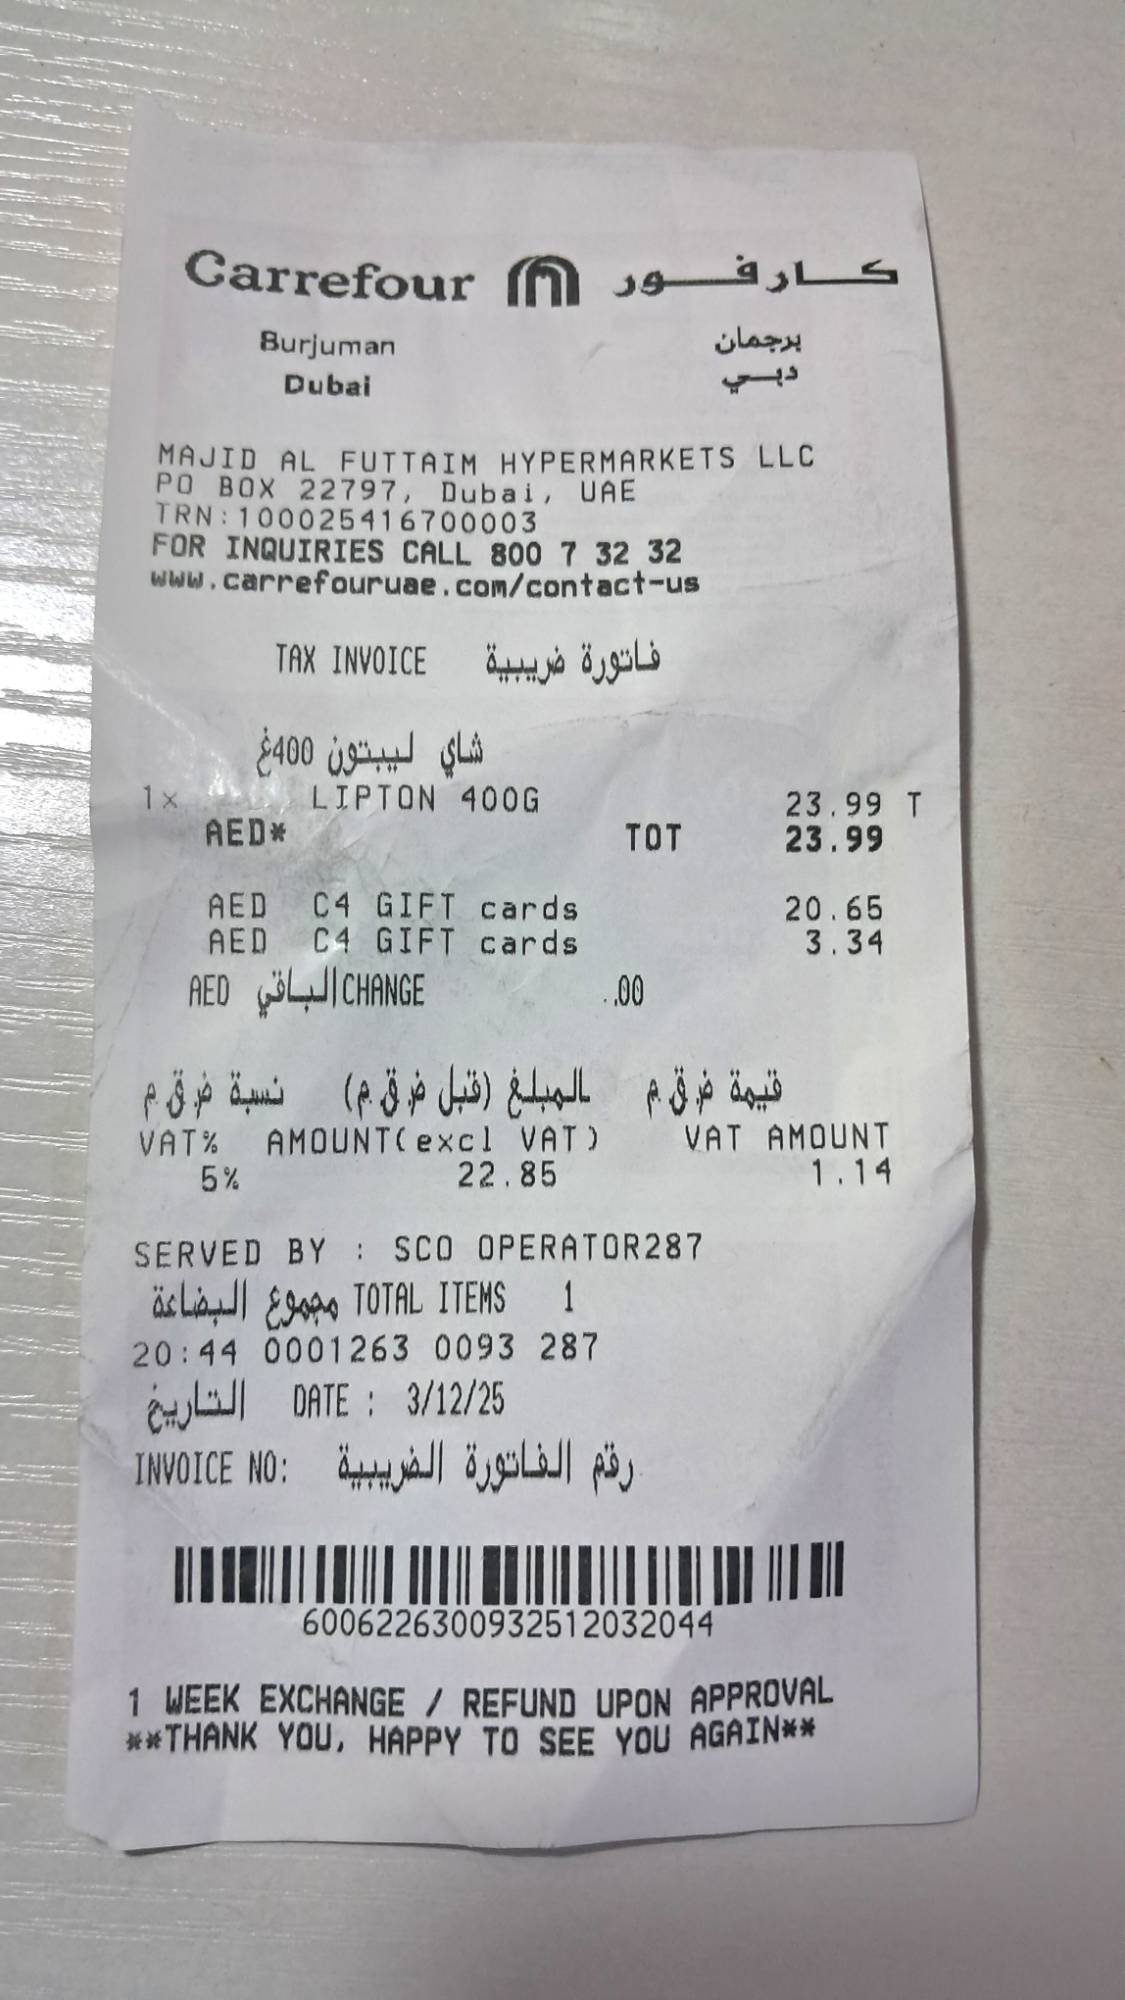 Carrefour كارفور
Burjuman برجمان
Dubai دبي
MAJID AL FUTTAIM HYPERMARKETS LLC
PO BOX 22797, Dubai, UAE
TRN:100025416700003
FOR INQUIRIES CALL 800 7 32 32
www.carrefouruae.com/contact-us
TAX INVOICE فاتورة ضريبية
شاي ليبتون 400غ
1x LIPTON 400G 23.99 T
AED* TOT 23.99
AED C4 GIFT cards 20.65
AED C4 GIFT cards 3.34
AED الباقي CHANGE .00
نسبة ض.ق.م المبلغ (قبل ض.ق.م) قيمة ض.ق.م
VAT% AMOUNT(excl VAT) VAT AMOUNT
5% 22.85 1.14
SERVED BY : SCO OPERATOR287
مجموع البضاعة TOTAL ITEMS 1
20:44 0001263 0093 287
التاريخ DATE : 3/12/25
INVOICE NO: رقم الفاتورة الضريبية
6006226300932512032044
1 WEEK EXCHANGE / REFUND UPON APPROVAL
**THANK YOU, HAPPY TO SEE YOU AGAIN**